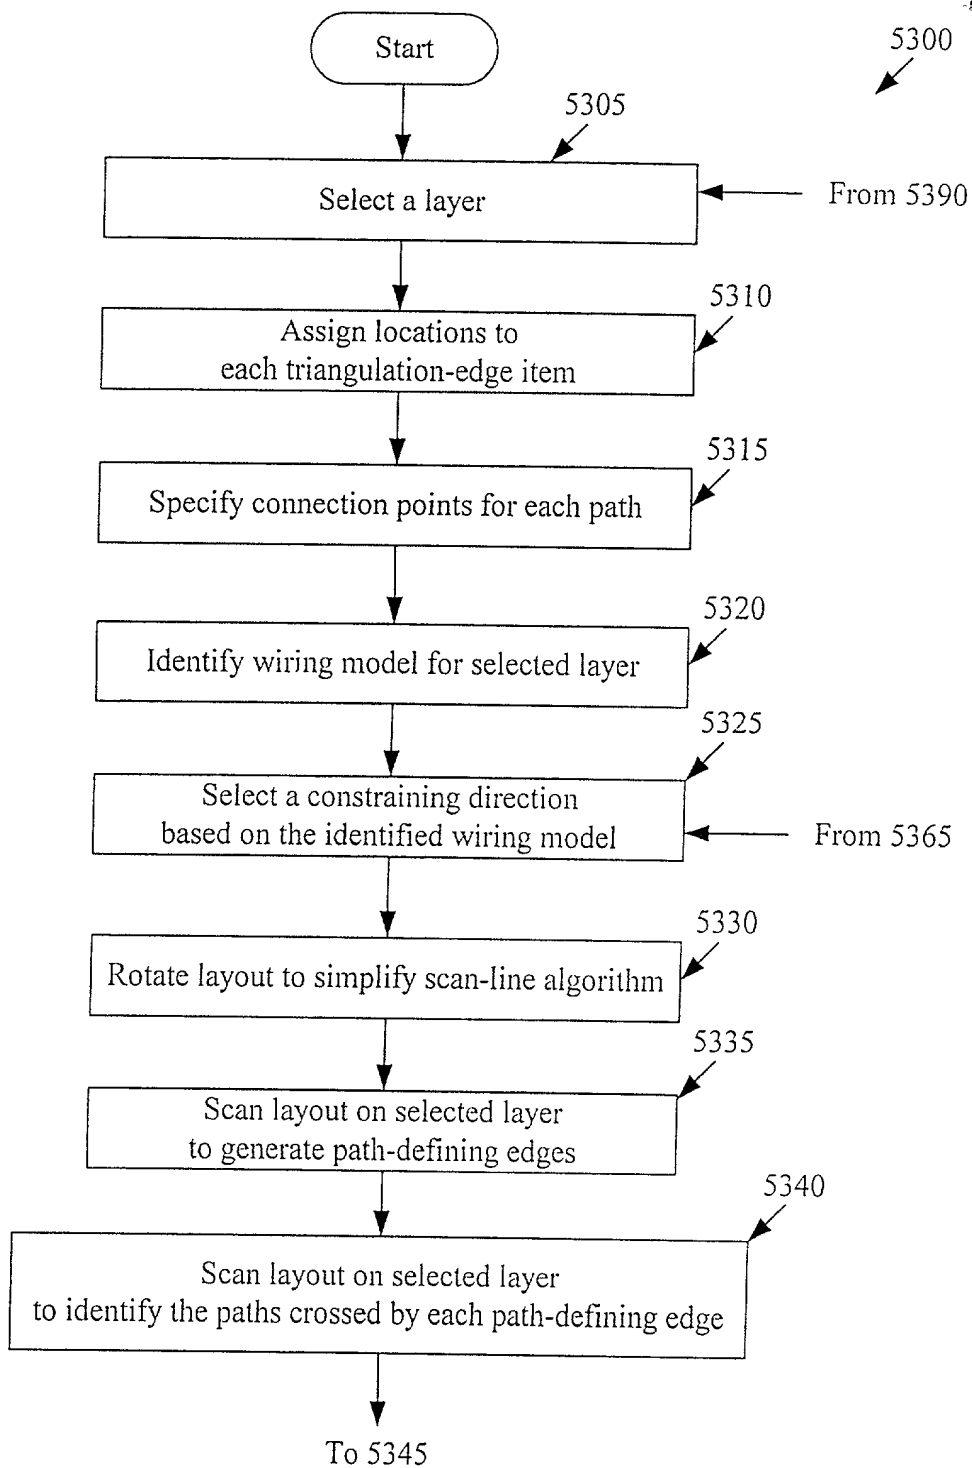 Start
5300
5305
Select a layer
From 5390
5310
Assign locations to
each triangulation-edge item
5315
Specify connection points for each path
5320
Identify wiring model for selected layer
5325
Select a constraining direction
based on the identified wiring model
From 5365
5330
Rotate layout to simplify scan-line algorithm
5335
Scan layout on selected layer
to generate path-defining edges
5340
Scan layout on selected layer
to identify the paths crossed by each path-defining edge
To 5345